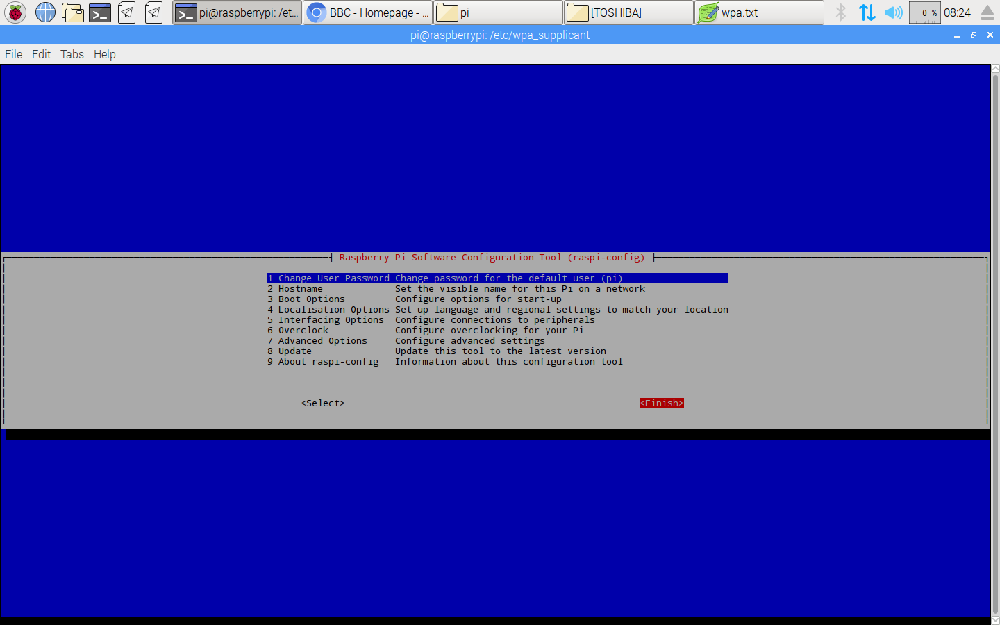 pi@raspberrypi: /et... BBC - Homepage - ... pi [TOSHIBA] wpa.txt 0 % 08:24
pi@raspberrypi: /etc/wpa_supplicant
File Edit Tabs Help
Raspberry Pi Software Configuration Tool (raspi-config)
1 Change User Password Change password for the default user (pi)
2 Hostname Set the visible name for this Pi on a network
3 Boot Options Configure options for start-up
4 Localisation Options Set up language and regional settings to match your location
5 Interfacing Options Configure connections to peripherals
6 Overclock Configure overclocking for your Pi
7 Advanced Options Configure advanced settings
8 Update Update this tool to the latest version
9 About raspi-config Information about this configuration tool
<Select> <Finish>